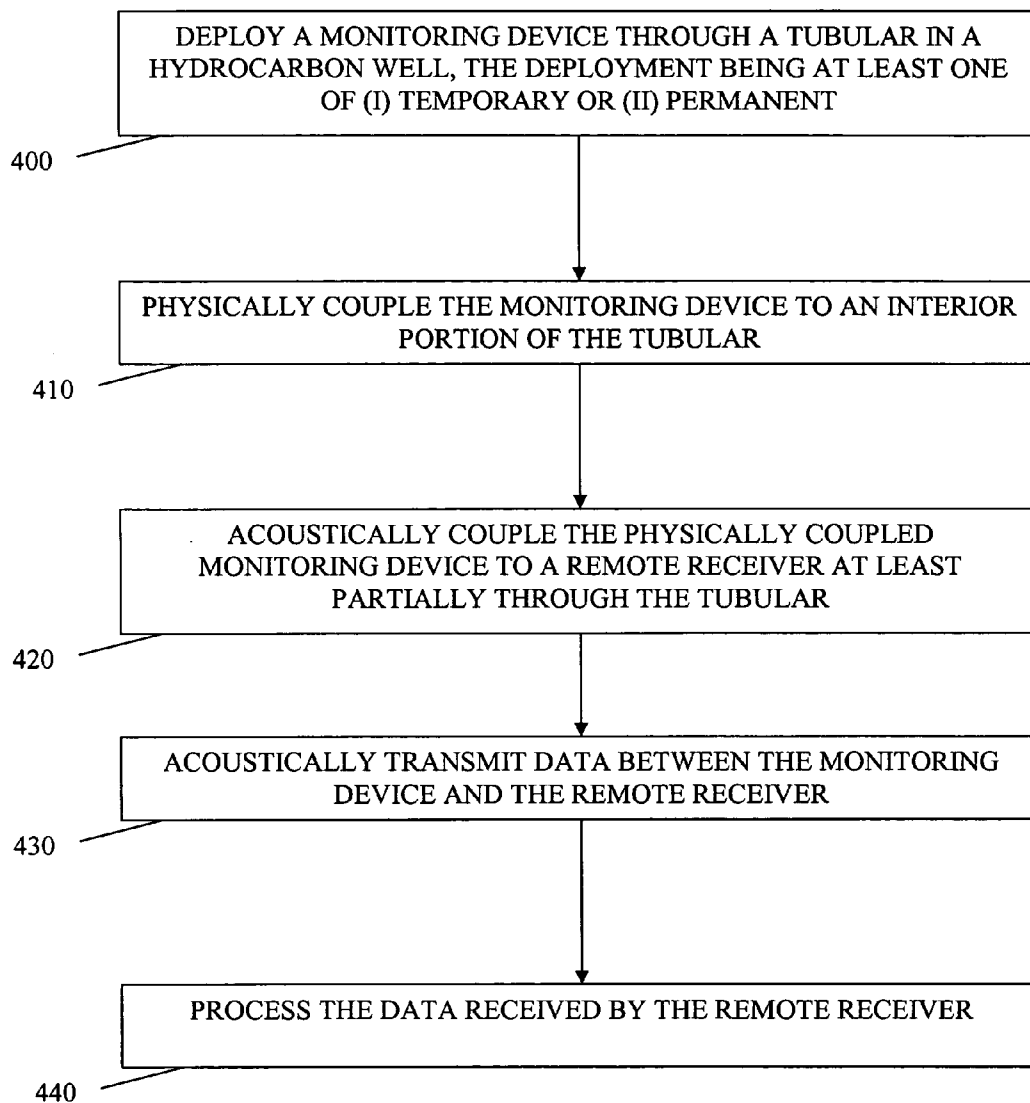 DEPLOY A MONITORING DEVICE THROUGH A TUBULAR IN A
HYDROCARBON WELL, THE DEPLOYMENT BEING AT LEAST ONE
OF (I) TEMPORARY OR (II) PERMANENT
400
PHYSICALLY COUPLE THE MONITORING DEVICE TO AN INTERIOR
PORTION OF THE TUBULAR
410
ACOUSTICALLY COUPLE THE PHYSICALLY COUPLED
MONITORING DEVICE TO A REMOTE RECEIVER AT LEAST
PARTIALLY THROUGH THE TUBULAR
420
ACOUSTICALLY TRANSMIT DATA BETWEEN THE MONITORING
DEVICE AND THE REMOTE RECEIVER
430
PROCESS THE DATA RECEIVED BY THE REMOTE RECEIVER
440